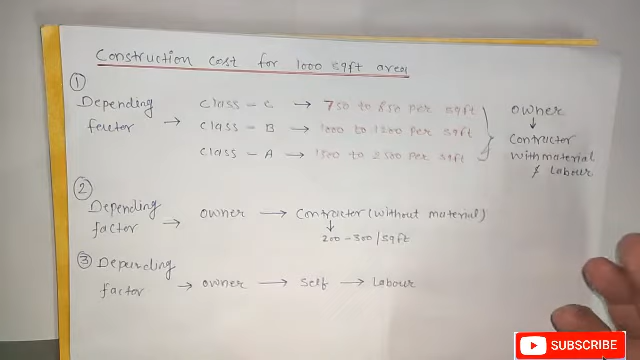 Construction cost for 1000 sqft area
①
Depending factor → Class - C → 750 to 850 per sqft
Class - B → 1000 to 1200 per sqft
Class - A → 1500 to 2500 per sqft
owner
↓
Contractor
with material
& Labour
②
Depending factor → owner → Contractor (without material)
↓
200 - 300 / sqft
③ Depending factor → owner → Self → Labour
SUBSCRIBE